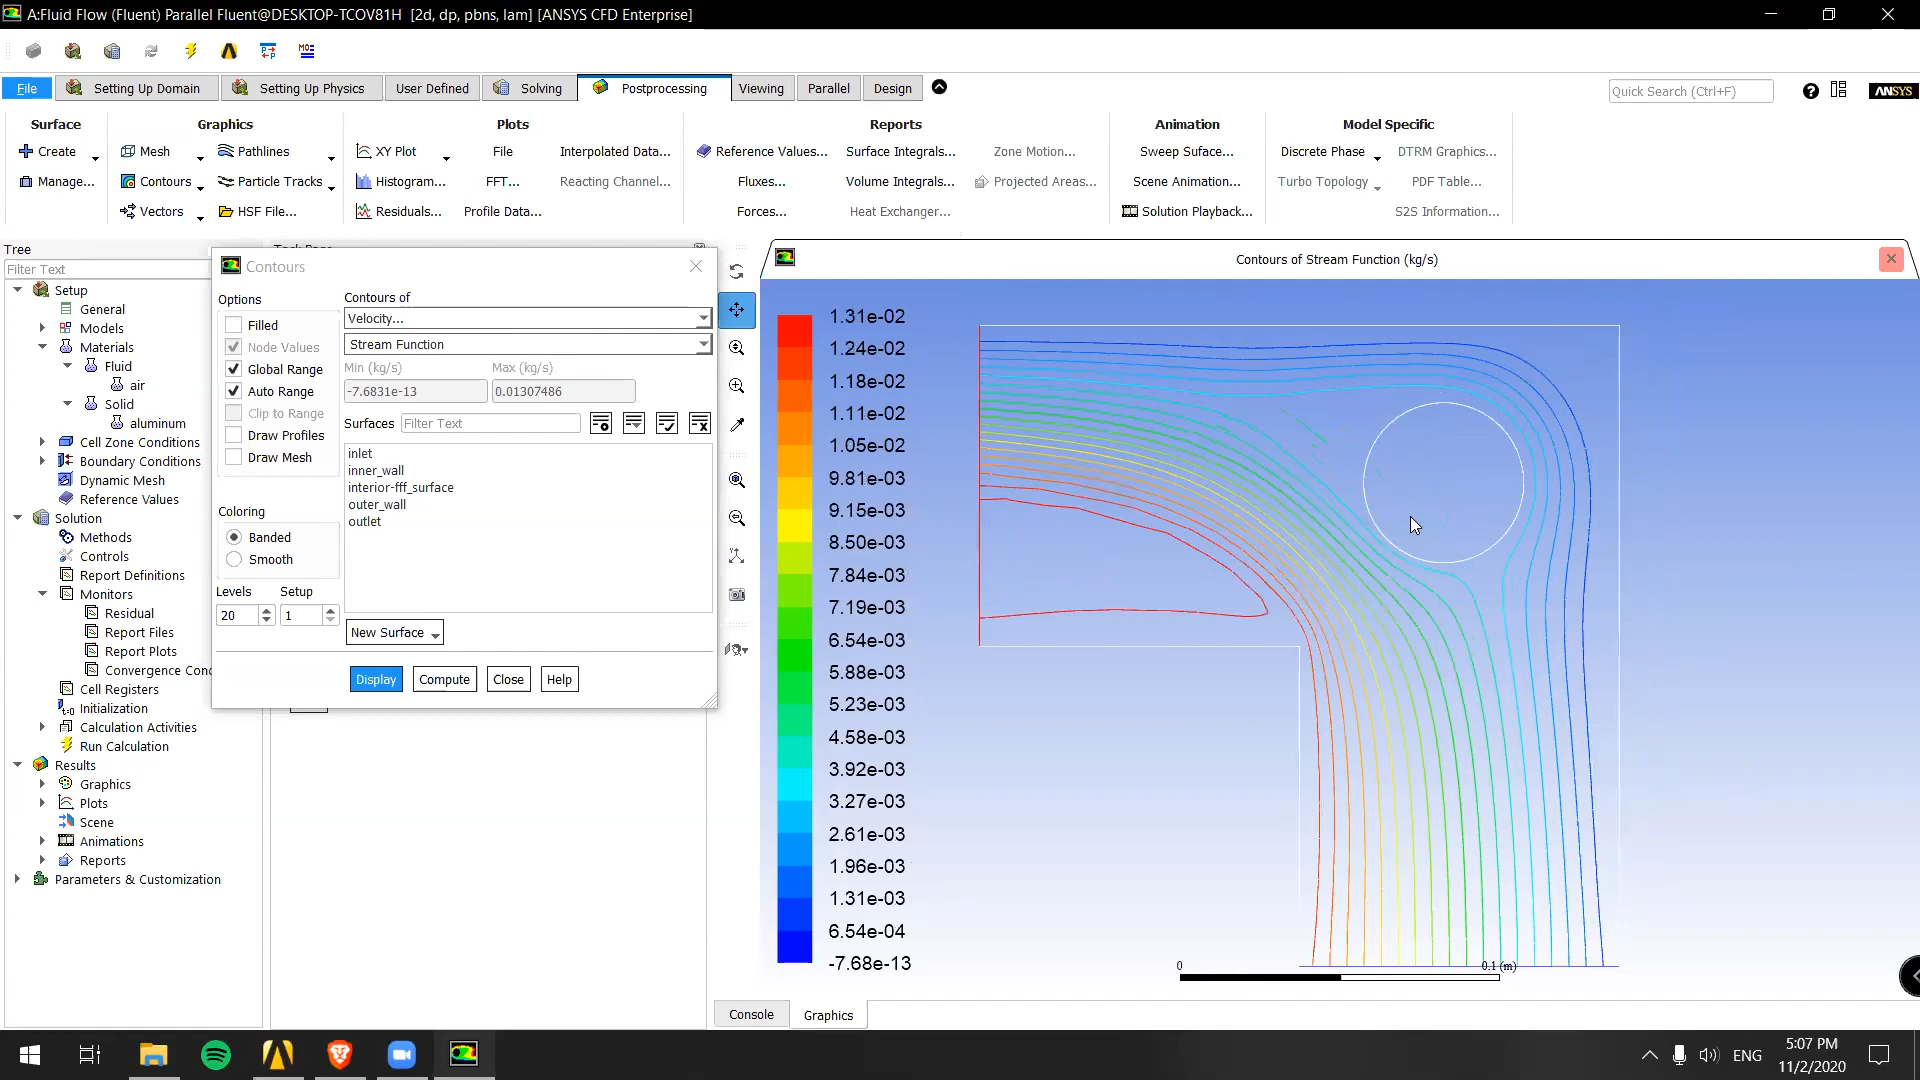 A:Fluid Flow (Fluent) Parallel Fluent@DESKTOP-TCOV81H [2d, dp, pbns, lam] [ANSYS CFD Enterprise]
File Setting Up Domain Setting Up Physics User Defined Solving Postprocessing Viewing Parallel Design
Quick Search (Ctrl+F)
ANSYS
Surface
Create
Manage...
Graphics
Mesh Pathlines
Contours Particle Tracks
Vectors HSF File...
Plots
XY Plot File Interpolated Data...
Histogram... FFT... Reacting Channel...
Residuals... Profile Data...
Reports
Reference Values... Surface Integrals... Zone Motion...
Fluxes... Volume Integrals... Projected Areas...
Forces... Heat Exchanger...
Animation
Sweep Suface...
Scene Animation...
Solution Playback...
Model Specific
Discrete Phase DTRM Graphics...
Turbo Topology PDF Table...
S2S Information...
Tree
Filter Text
Setup
General
Models
Materials
Fluid
air
Solid
aluminum
Cell Zone Conditions
Boundary Conditions
Dynamic Mesh
Reference Values
Solution
Methods
Controls
Report Definitions
Monitors
Residual
Report Files
Report Plots
Convergence Conc
Cell Registers
Initialization
Calculation Activities
Run Calculation
Results
Graphics
Plots
Scene
Animations
Reports
Parameters & Customization
Contours
Options
Filled
Node Values
Global Range
Auto Range
Clip to Range
Draw Profiles
Draw Mesh
Coloring
Banded
Smooth
Levels Setup
20 1
Contours of
Velocity...
Stream Function
Min (kg/s) Max (kg/s)
-7.6831e-13 0.01307486
Surfaces Filter Text
inlet
inner_wall
interior-fff_surface
outer_wall
outlet
New Surface
Display Compute Close Help
Contours of Stream Function (kg/s)
1.31e-02
1.24e-02
1.18e-02
1.11e-02
1.05e-02
9.81e-03
9.15e-03
8.50e-03
7.84e-03
7.19e-03
6.54e-03
5.88e-03
5.23e-03
4.58e-03
3.92e-03
3.27e-03
2.61e-03
1.96e-03
1.31e-03
6.54e-04
-7.68e-13
0 0.1 (m)
Console Graphics
ENG
5:07 PM
11/2/2020